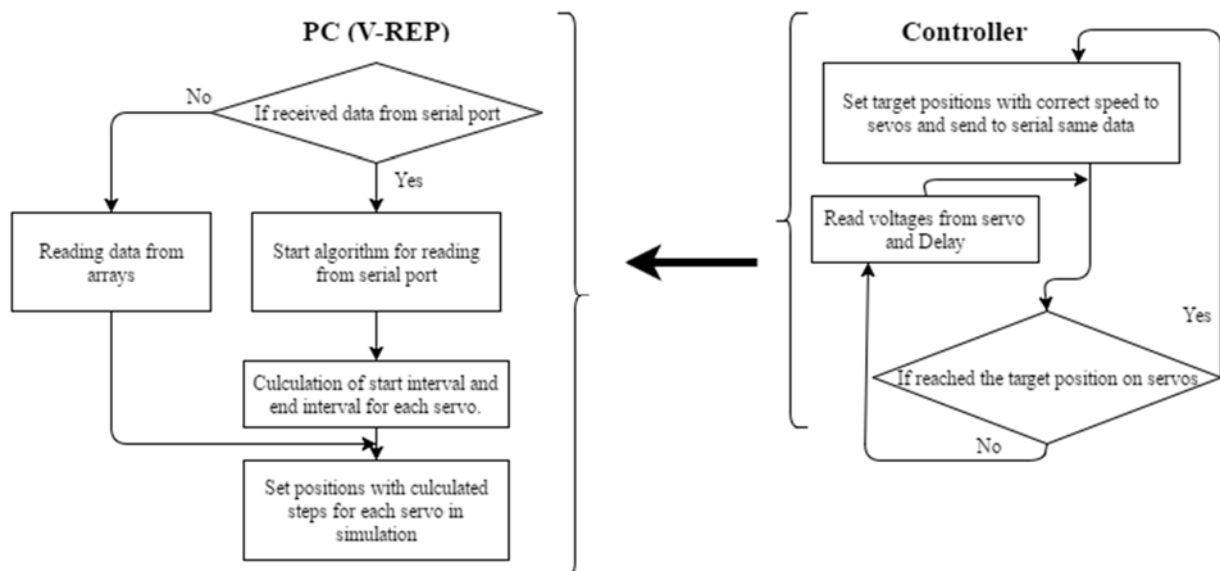 PC (V-REP)
No
If received data from serial port
Yes
Reading data from
arrays
Start algorithm for reading
from serial port
Culculation of start interval and
end interval for each servo.
Set positions with culculated
steps for each servo in
simulation
Controller
Set target positions with correct speed to
sevos and send to serial same data
Read voltages from servo
and Delay
Yes
If reached the target position on servos
No